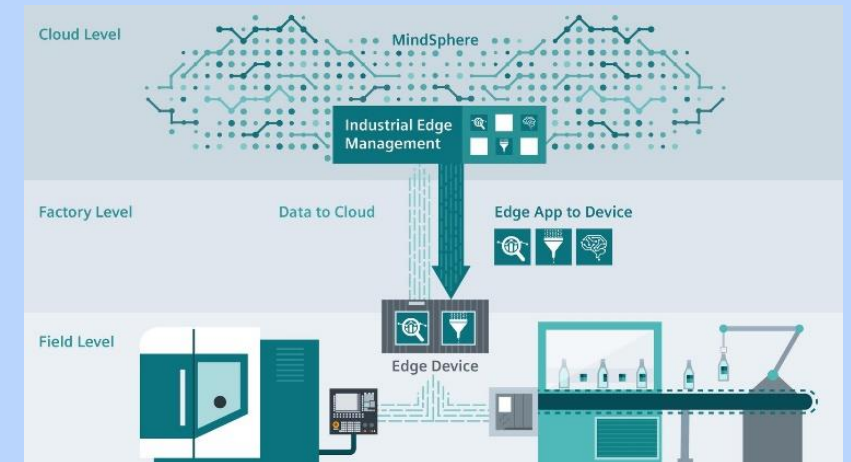 Cloud Level
MindSphere
Industrial Edge
Management
Factory Level
Data to Cloud
Edge App to Device
Field Level
Edge Device